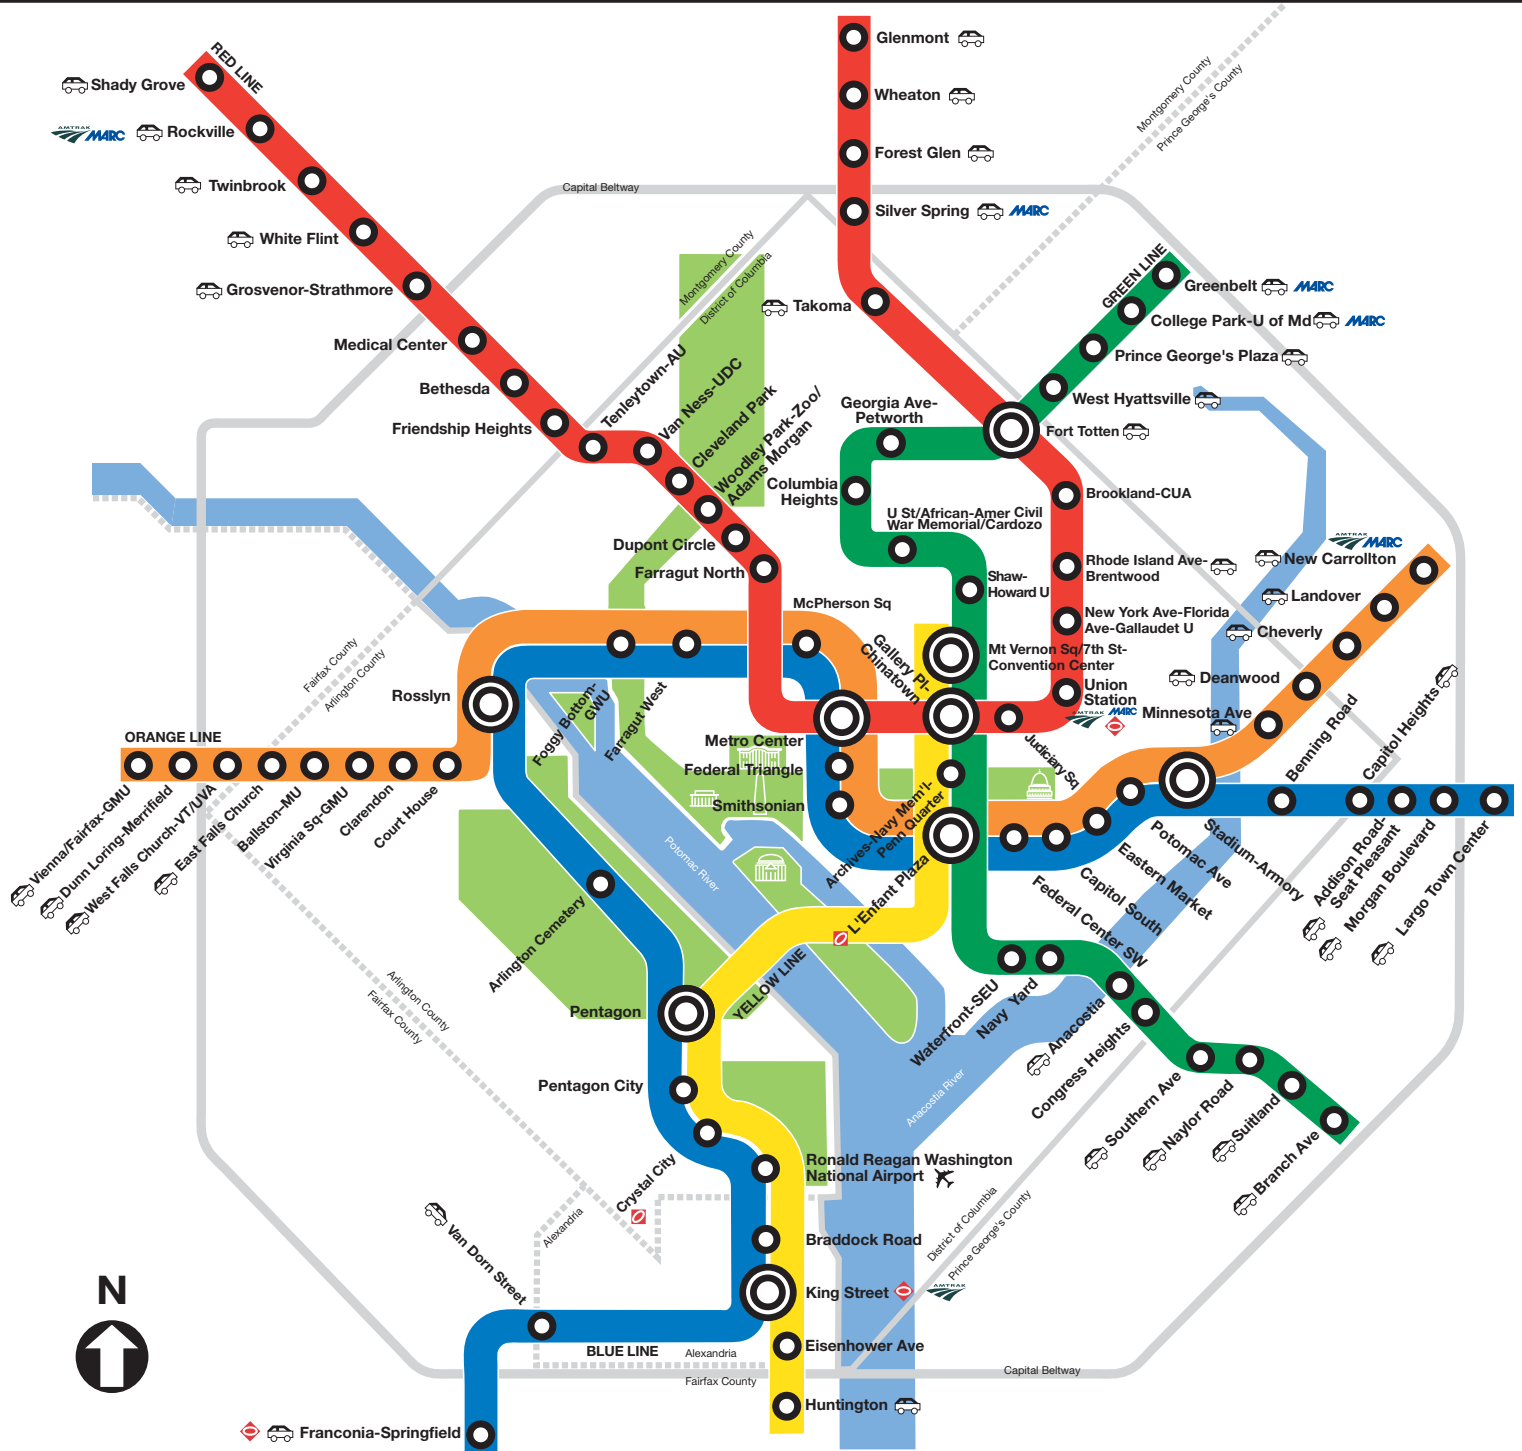 RED LINE
Shady Grove
AMTRAK
MARC
Rockville
Twinbrook
White Flint
Grosvenor-Strathmore
Medical Center
Bethesda
Friendship Heights
Tenleytown-AU
Van Ness-UDC
Cleveland Park
Woodley Park-Zoo/
Adams Morgan
Dupont Circle
Farragut North
Glenmont
Wheaton
Forest Glen
Silver Spring
MARC
Takoma
Capital Beltway
Montgomery County
Prince George's County
Montgomery County
District of Columbia
GREEN LINE
Greenbelt
MARC
College Park-U of Md
MARC
Prince George's Plaza
West Hyattsville
Fort Totten
Georgia Ave-
Petworth
Columbia
Heights
U St/African-Amer Civil
War Memorial/Cardozo
Shaw-
Howard U
Brookland-CUA
Rhode Island Ave-
Brentwood
New York Ave-Florida
Ave-Gallaudet U
Mt Vernon Sq/7th St-
Convention Center
Union
Station
AMTRAK
MARC
Judiciary Sq
Gallery Pl-
Chinatown
McPherson Sq
Metro Center
Federal Triangle
Smithsonian
Foggy Bottom-
GWU
Farragut West
Rosslyn
Fairfax County
Arlington County
ORANGE LINE
Vienna/Fairfax-GMU
Dunn Loring-Merrifield
West Falls Church-VT/UVA
East Falls Church
Ballston-MU
Virginia Sq-GMU
Clarendon
Court House
AMTRAK
MARC
New Carrollton
Landover
Cheverly
Deanwood
Minnesota Ave
Benning Road
Capitol Heights
Addison Road-
Seat Pleasant
Morgan Boulevard
Largo Town Center
Stadium-Armory
Potomac Ave
Eastern Market
Capitol South
Federal Center SW
Archives-Navy Mem'l-
Penn Quarter
L'Enfant Plaza
Potomac River
YELLOW LINE
Arlington Cemetery
Pentagon
Arlington County
Fairfax County
Pentagon City
Crystal City
Ronald Reagan Washington
National Airport
Braddock Road
King Street
AMTRAK
Eisenhower Ave
Huntington
Van Dorn Street
Alexandria
BLUE LINE
Alexandria
Fairfax County
Franconia-Springfield
Waterfront-SEU
Navy Yard
Anacostia
Congress Heights
Southern Ave
Naylor Road
Suitland
Branch Ave
Anacostia River
District of Columbia
Prince George's County
Capital Beltway
N